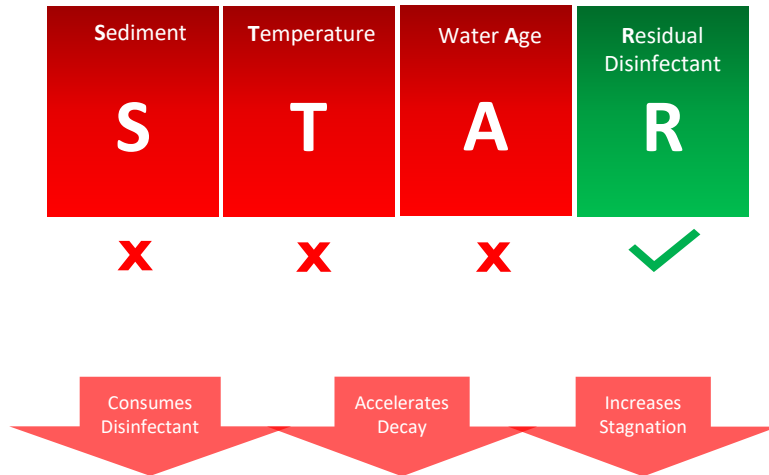 Sediment
Temperature
Water Age
Residual
Disinfectant
S
T
A
R
x
x
x
Consumes
Disinfectant
Accelerates
Decay
Increases
Stagnation